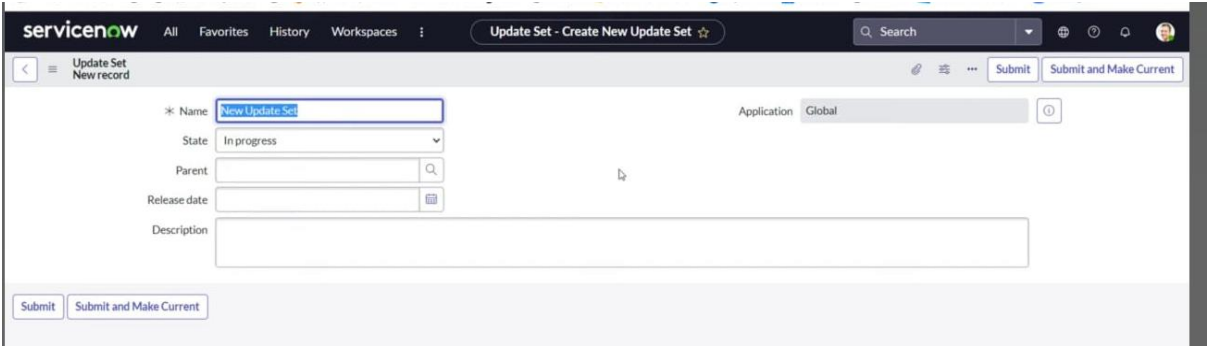 servicenow All Favorites History Workspaces Update Set - Create New Update Set Search
Update Set
New record
Submit Submit and Make Current
* Name New Update Set Application Global
State In progress
Parent
Release date
Description
Submit Submit and Make Current